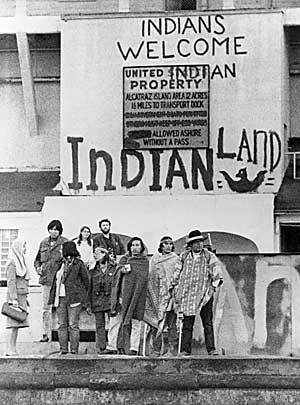 INDIANS
WELCOME
UNITED INDIAN
PROPERTY
ALCATRAZ ISLAND AREA 12 ACRES
1½ MILES TO TRANSPORT DOCK
ALLOWED ASHORE
WITHOUT A PASS
INDIAN LAND